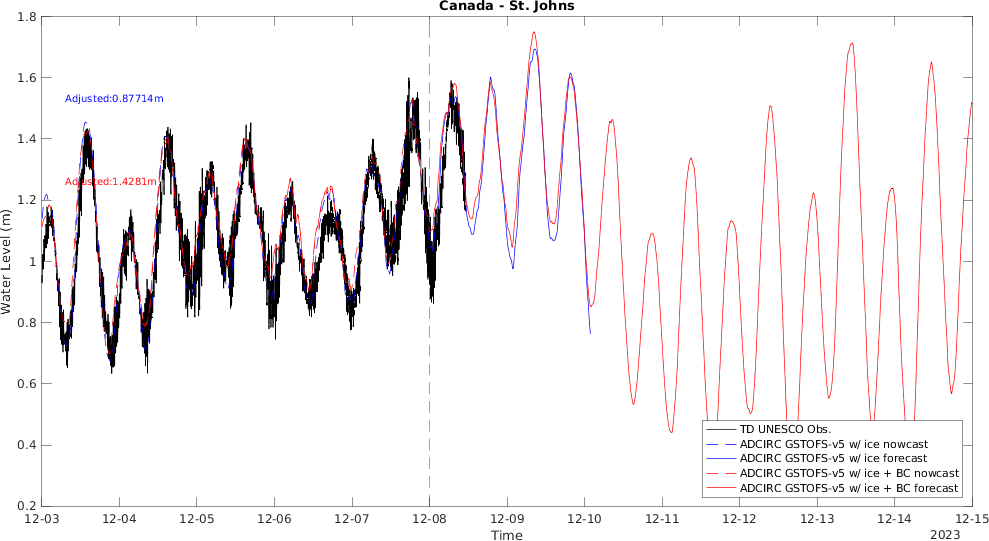 Canada - St. Johns
1.8
1.6
1.4
1.2
1
0.8
0.6
0.4
0.2
Water Level (m)
Adjusted:0.87714m
Adjusted:1.4281m
TD UNESCO Obs.
ADCIRC GSTOFS-v5 w/ ice nowcast
ADCIRC GSTOFS-v5 w/ ice forecast
ADCIRC GSTOFS-v5 w/ ice + BC nowcast
ADCIRC GSTOFS-v5 w/ ice + BC forecast
12-03 12-04 12-05 12-06 12-07 12-08 12-09 12-10 12-11 12-12 12-13 12-14 12-15
Time
2023